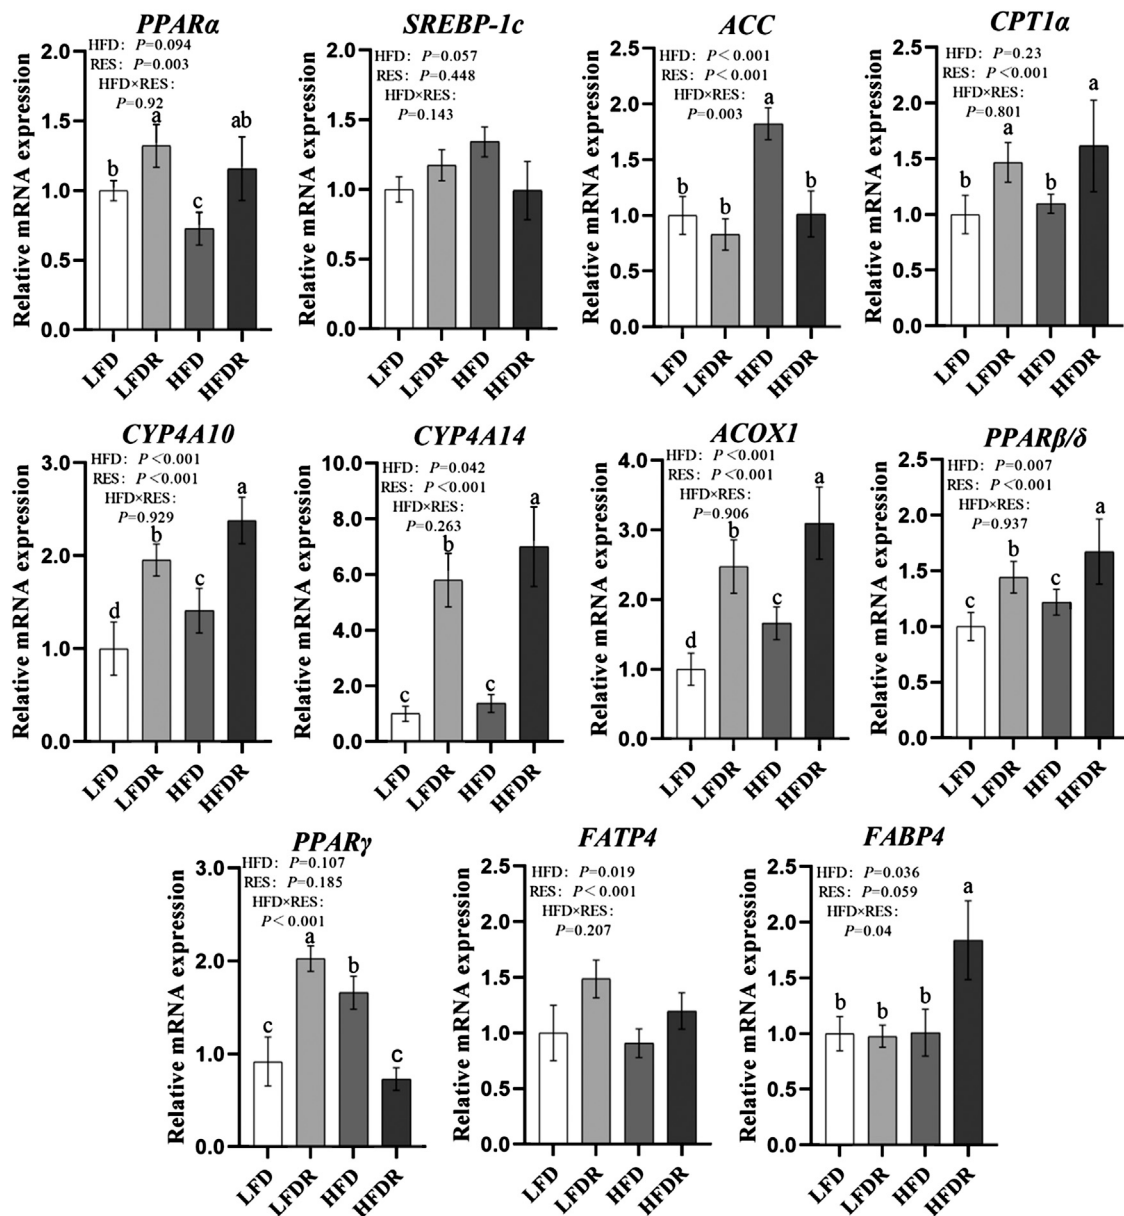 PPARα
HFD: P=0.094
RES: P=0.003
HFD×RES:
P=0.92
Relative mRNA expression
2.0
1.5
1.0
0.5
0.0
b
a
c
ab
LFD
LFDR
HFD
HFDR
SREBP-1c
HFD: P=0.057
RES: P=0.448
HFD×RES:
P=0.143
Relative mRNA expression
2.0
1.5
1.0
0.5
0.0
LFD
LFDR
HFD
HFDR
ACC
HFD: P<0.001
RES: P<0.001
HFD×RES:
P=0.003
Relative mRNA expression
2.5
2.0
1.5
1.0
0.5
0.0
b
b
a
b
LFD
LFDR
HFD
HFDR
CPT1α
HFD: P=0.23
RES: P<0.001
HFD×RES:
P=0.801
Relative mRNA expression
2.5
2.0
1.5
1.0
0.5
0.0
b
a
b
a
LFD
LFDR
HFD
HFDR
CYP4A10
HFD: P<0.001
RES: P<0.001
HFD×RES:
P=0.929
Relative mRNA expression
3.0
2.0
1.0
0.0
d
b
c
a
LFD
LFDR
HFD
HFDR
CYP4A14
HFD: P=0.042
RES: P<0.001
HFD×RES:
P=0.263
Relative mRNA expression
10.0
8.0
6.0
4.0
2.0
0.0
c
b
c
a
LFD
LFDR
HFD
HFDR
ACOX1
HFD: P<0.001
RES: P<0.001
HFD×RES:
P=0.906
Relative mRNA expression
4.0
3.0
2.0
1.0
0.0
d
b
c
a
LFD
LFDR
HFD
HFDR
PPARβ/δ
HFD: P=0.007
RES: P<0.001
HFD×RES:
P=0.937
Relative mRNA expression
2.5
2.0
1.5
1.0
0.5
0.0
c
b
c
a
LFD
LFDR
HFD
HFDR
PPARγ
HFD: P=0.107
RES: P=0.185
HFD×RES:
P<0.001
Relative mRNA expression
3.0
2.0
1.0
0.0
c
a
b
c
LFD
LFDR
HFD
HFDR
FATP4
HFD: P=0.019
RES: P<0.001
HFD×RES:
P=0.207
Relative mRNA expression
2.5
2.0
1.5
1.0
0.5
0.0
LFD
LFDR
HFD
HFDR
FABP4
HFD: P=0.036
RES: P=0.059
HFD×RES:
P=0.04
Relative mRNA expression
2.5
2.0
1.5
1.0
0.5
0.0
b
b
b
a
LFD
LFDR
HFD
HFDR